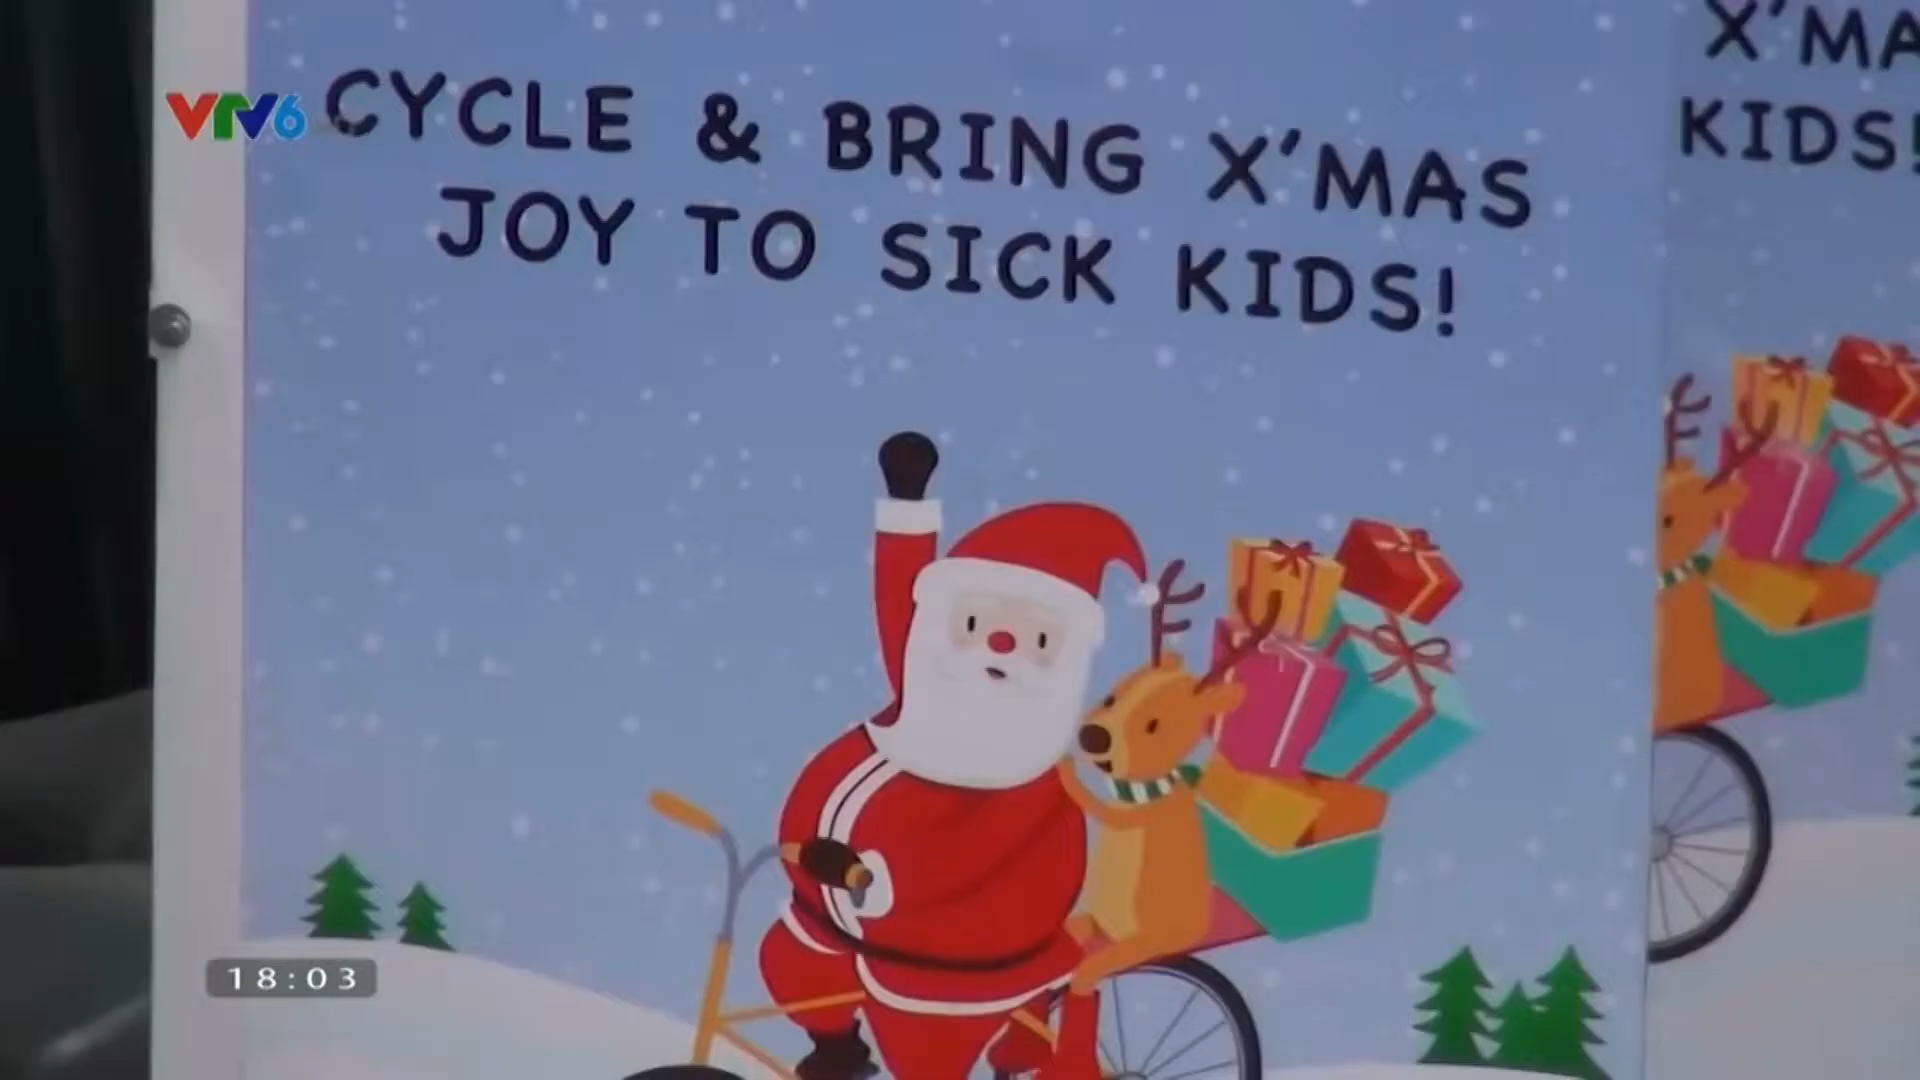 VTV6
CYCLE & BRING X'MAS
JOY TO SICK KIDS!
X'MA
KIDS!
18:03